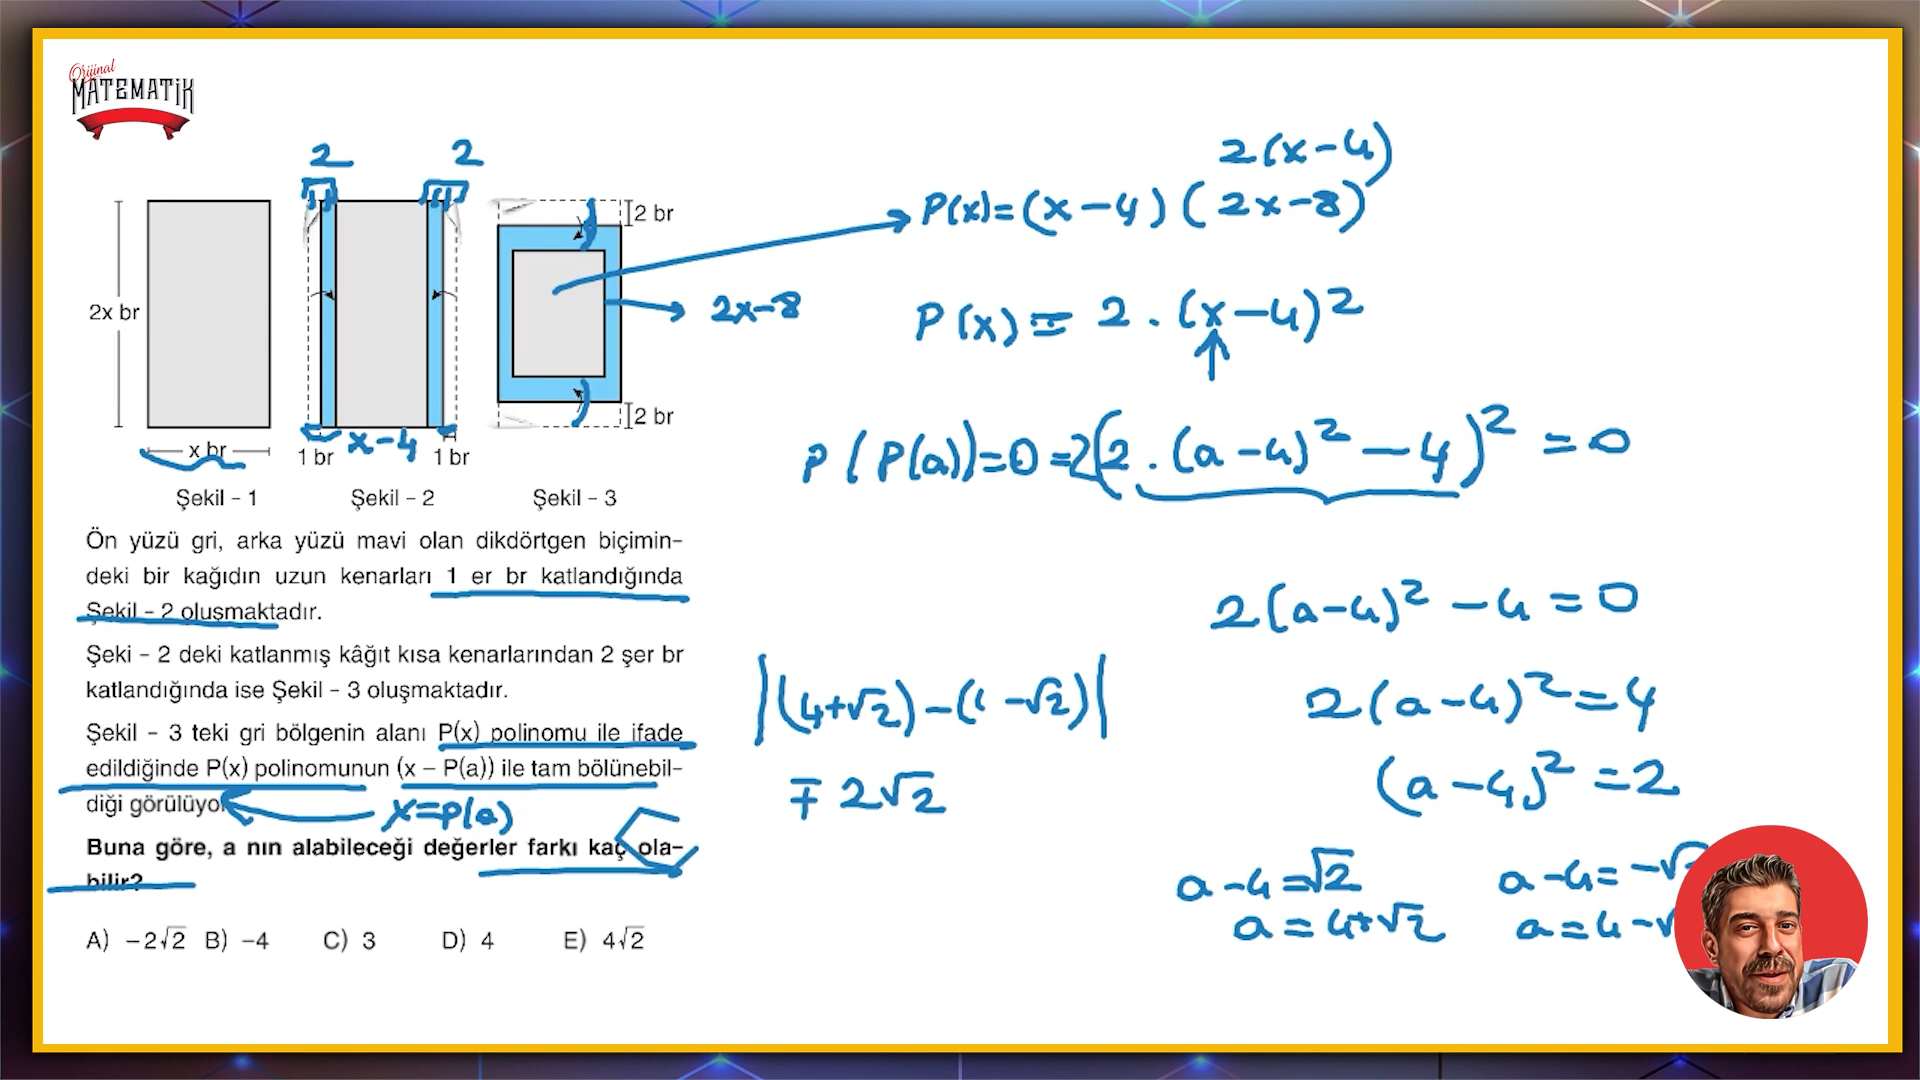 Orijinal
MATEMATİK
2 2
2x br
x br
1 br x-4 1 br
2 br
2 br
Şekil - 1 Şekil - 2 Şekil - 3
2x-8
Ön yüzü gri, arka yüzü mavi olan dikdörtgen biçimin-
deki bir kağıdın uzun kenarları 1 er br katlandığında
Şekil - 2 oluşmaktadır.
Şeki - 2 deki katlanmış kâğıt kısa kenarlarından 2 şer br
katlandığında ise Şekil - 3 oluşmaktadır.
Şekil - 3 teki gri bölgenin alanı P(x) polinomu ile ifade
edildiğinde P(x) polinomunun (x – P(a)) ile tam bölünebil-
diği görülüyo
x=p(a)
Buna göre, a nın alabileceği değerler farkı kaç ola-
bilir?
A) -2√2 B) -4 C) 3 D) 4 E) 4√2
2(x-4)
P(x)=(x-4)(2x-8)
P(x)= 2.(x-4)²
P(P(a))=0=2(2.(a-4)²-4)²=0
2(a-4)²-4=0
2(a-4)²=4
(a-4)²=2
a-4=√2 a-4=-√
a=4+√2 a=4-√
|(4+√2)-( -√2)|
∓2√2